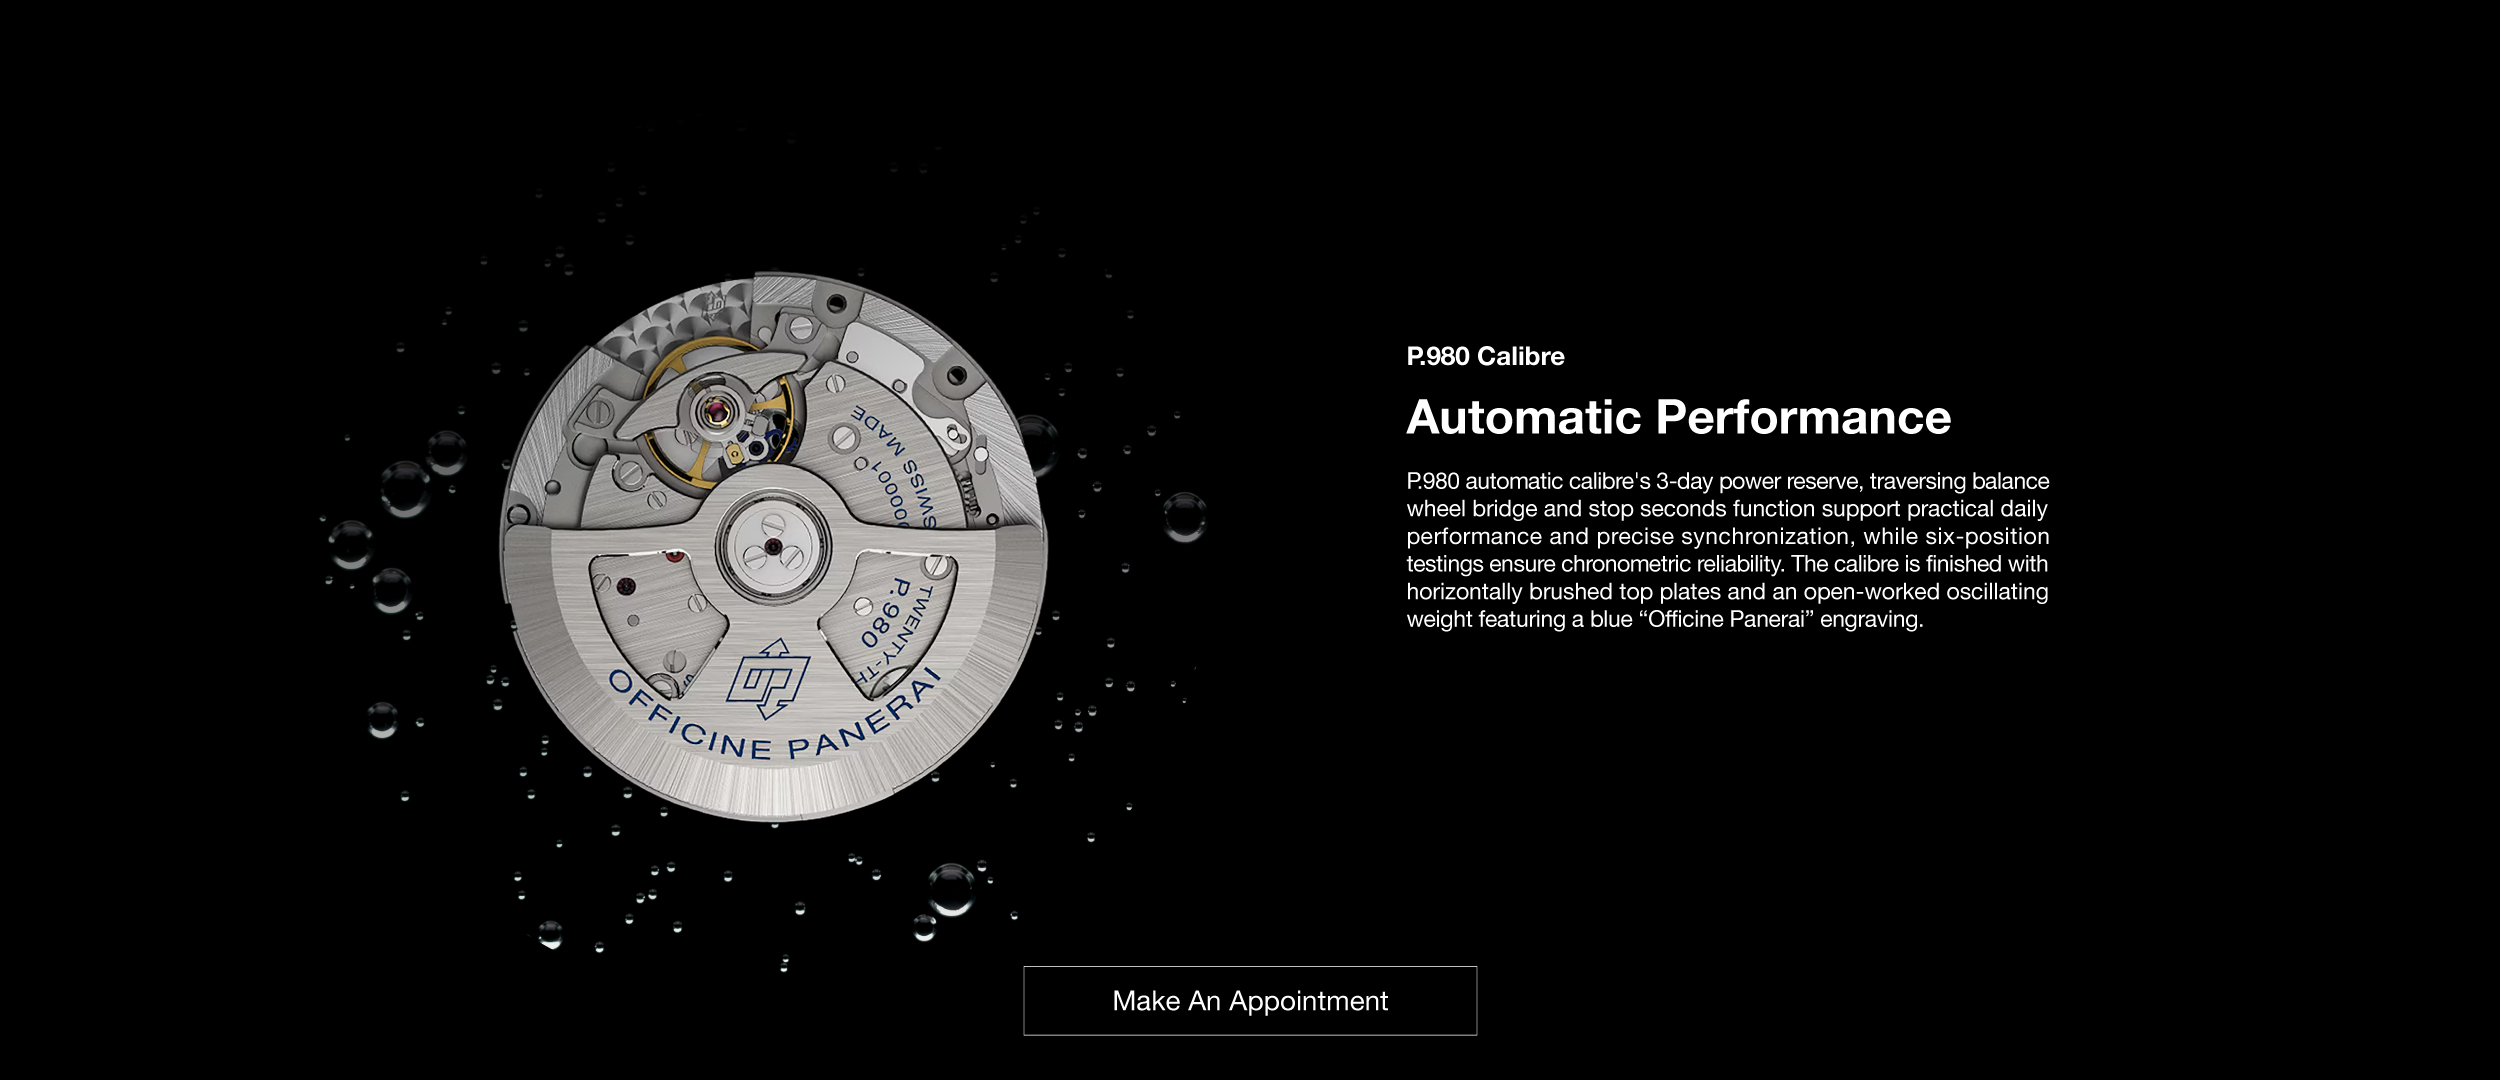 P.980 Calibre
Automatic Performance
P.980 automatic calibre's 3-day power reserve, traversing balance
wheel bridge and stop seconds function support practical daily
performance and precise synchronization, while six-position
testings ensure chronometric reliability. The calibre is finished with
horizontally brushed top plates and an open-worked oscillating
weight featuring a blue “Officine Panerai” engraving.
SWISS MADE
P.980
OFFICINE PANERAI
Make An Appointment